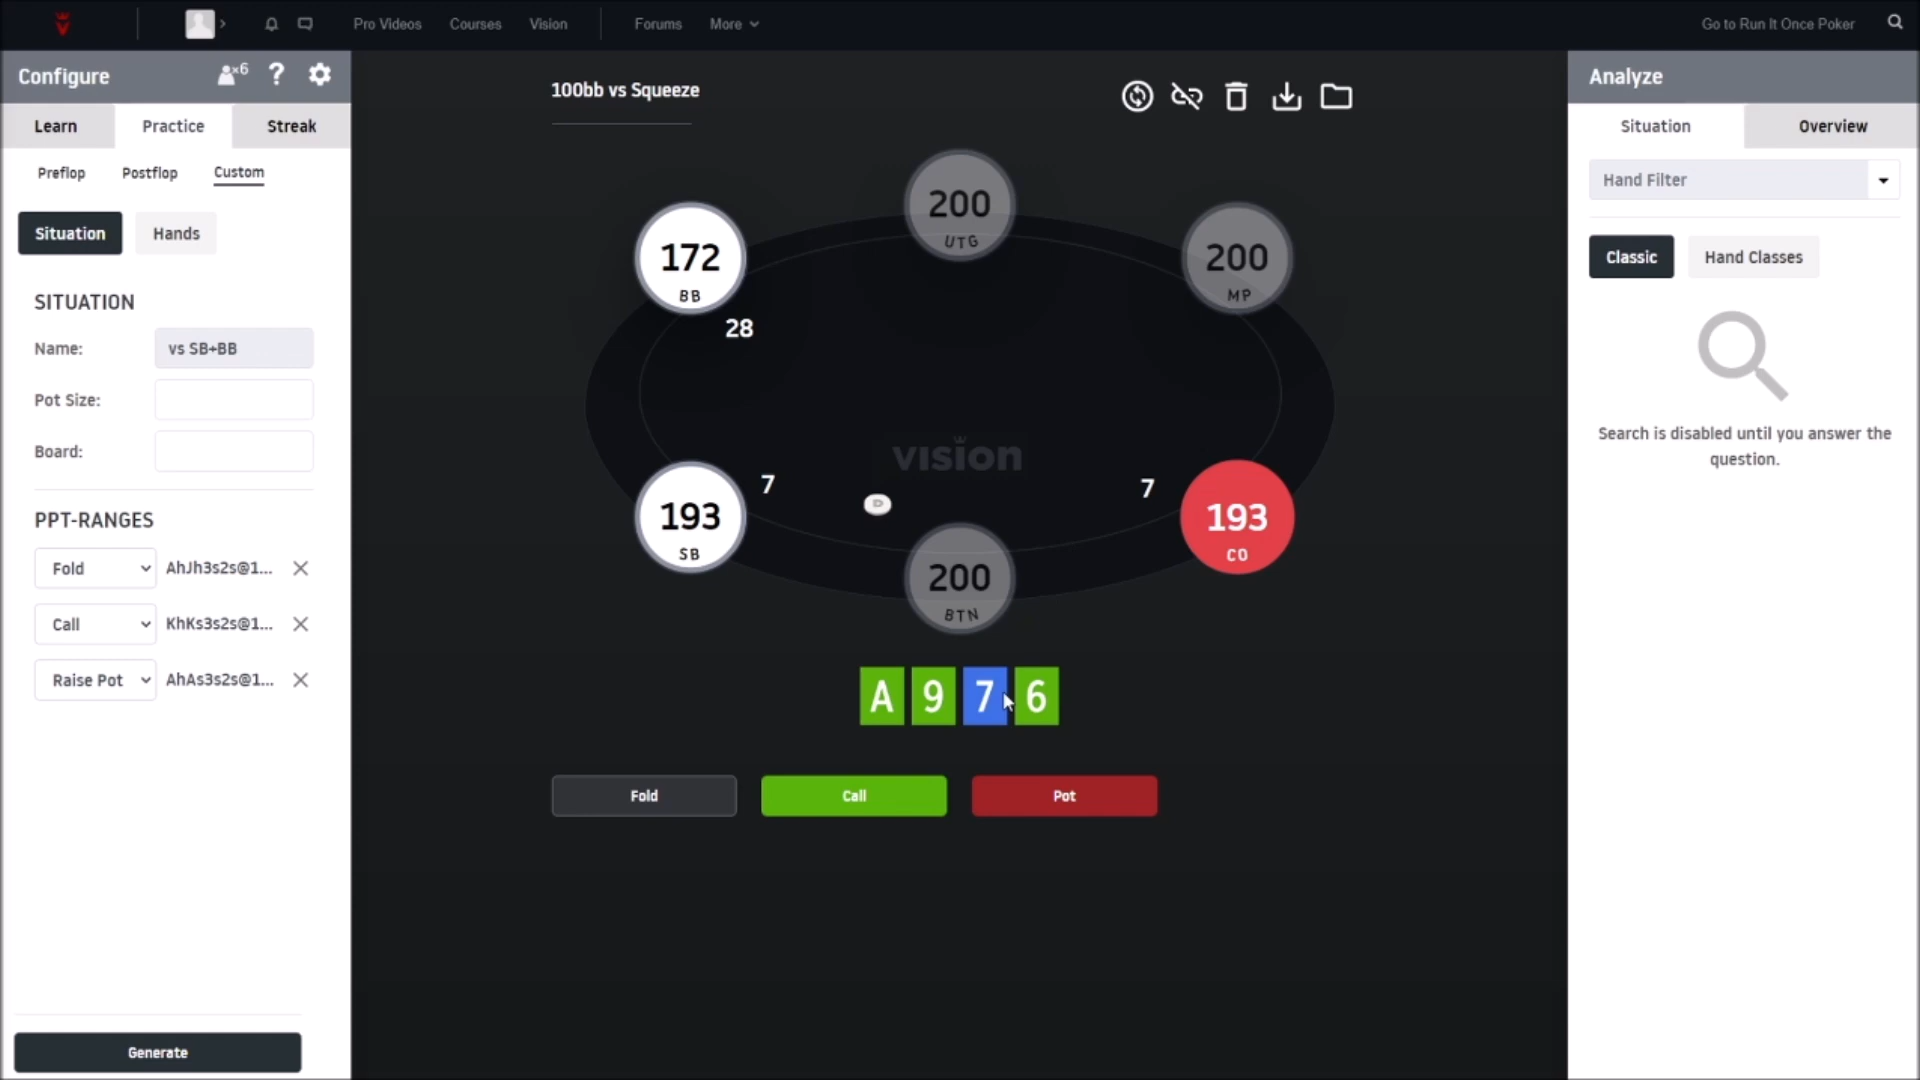 Pro Videos Courses Vision Forums More Go to Run It Once Poker
Configure
×6
?
Learn Practice Streak
Preflop Postflop Custom
Situation Hands
SITUATION
Name: vs SB+BB
Pot Size:
Board:
PPT-RANGES
Fold AhJh3s2s@1...
Call KhKs3s2s@1...
Raise Pot AhAs3s2s@1...
Generate
100bb vs Squeeze
200
UTG
172
BB
200
MP
28
vision
7
D
7
193
SB
193
CO
200
BTN
A 9 7 6
Fold Call Pot
Analyze
Situation Overview
Hand Filter
Classic Hand Classes
Search is disabled until you answer the
question.